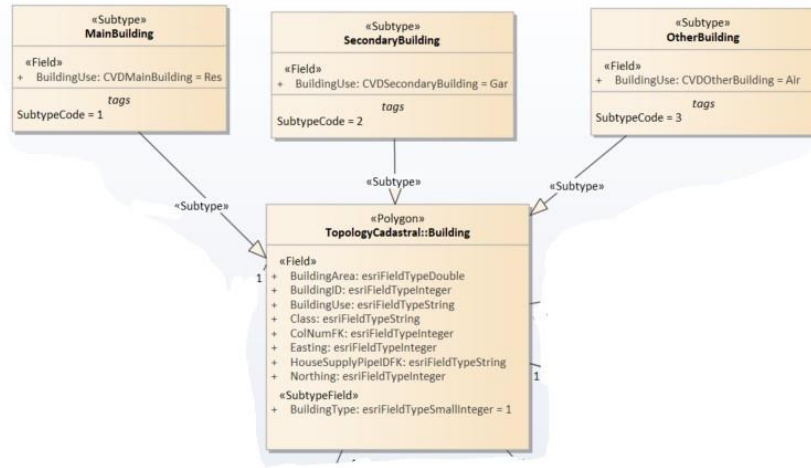 «Subtype»
MainBuilding
«Field»
+ BuildingUse: CVDMainBuilding = Res
tags
SubtypeCode = 1
«Subtype»
SecondaryBuilding
«Field»
+ BuildingUse: CVDSecondaryBuilding = Gar
tags
SubtypeCode = 2
«Subtype»
OtherBuilding
«Field»
+ BuildingUse: CVDOtherBuilding = Air
tags
SubtypeCode = 3
«Subtype»
«Subtype»
«Subtype»
«Polygon»
TopologyCadastral::Building
«Field»
+ BuildingArea: esriFieldTypeDouble
+ BuildingID: esriFieldTypeInteger
+ BuildingUse: esriFieldTypeString
+ Class: esriFieldTypeString
+ ColNumFK: esriFieldTypeInteger
+ Easting: esriFieldTypeInteger
+ HouseSupplyPipeIDFK: esriFieldTypeString
+ Northing: esriFieldTypeInteger
«SubtypeField»
+ BuildingType: esriFieldTypeSmallInteger = 1
1
1